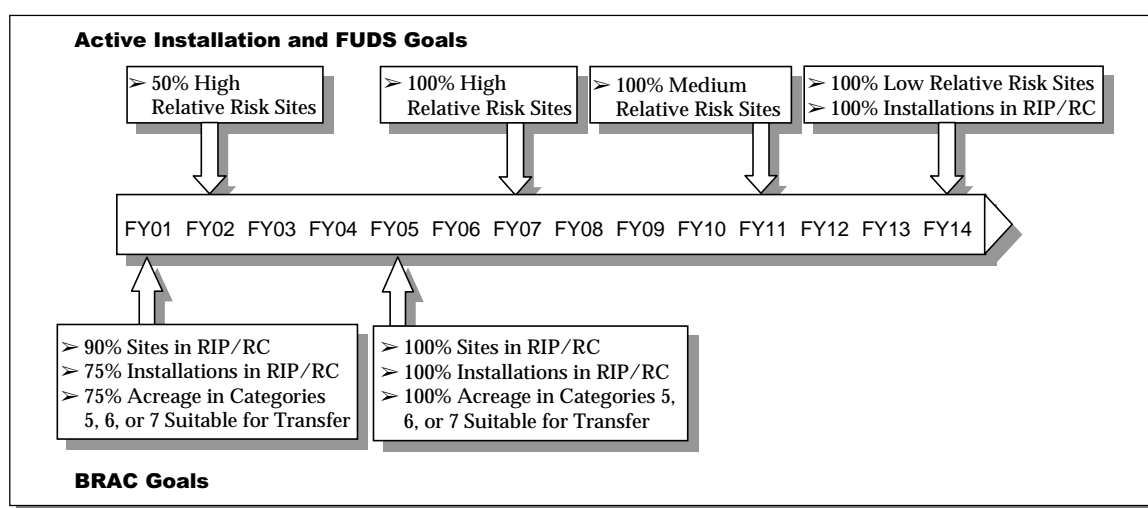 Active Installation and FUDS Goals
➢ 50% High
Relative Risk Sites
➢ 100% High
Relative Risk Sites
➢ 100% Medium
Relative Risk Sites
➢ 100% Low Relative Risk Sites
➢ 100% Installations in RIP/RC
FY01 FY02 FY03 FY04 FY05 FY06 FY07 FY08 FY09 FY10 FY11 FY12 FY13 FY14
➢ 90% Sites in RIP/RC
➢ 75% Installations in RIP/RC
➢ 75% Acreage in Categories
5, 6, or 7 Suitable for Transfer
➢ 100% Sites in RIP/RC
➢ 100% Installations in RIP/RC
➢ 100% Acreage in Categories 5,
6, or 7 Suitable for Transfer
BRAC Goals